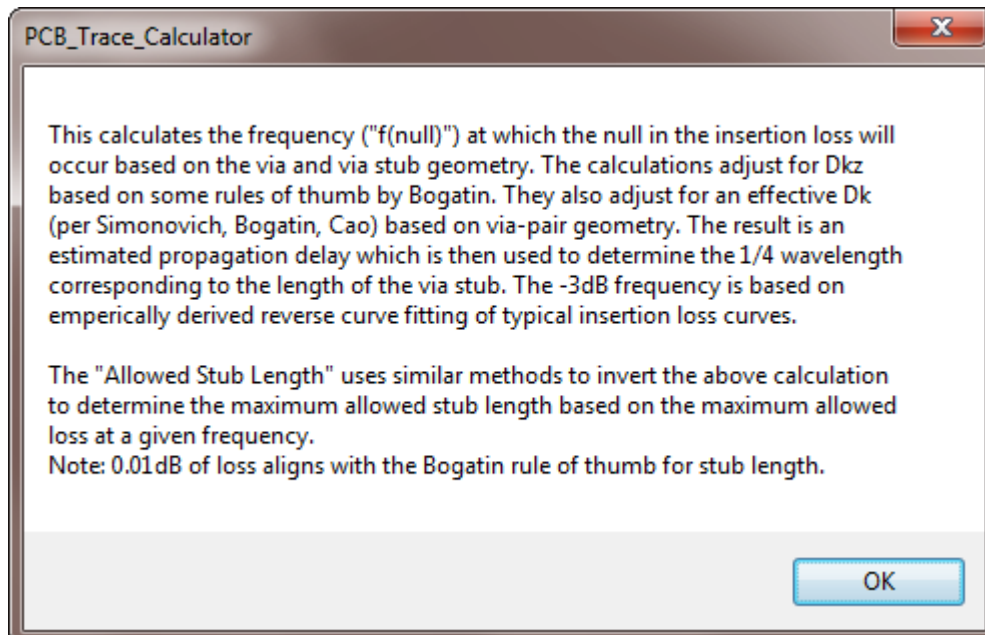 PCB_Trace_Calculator
This calculates the frequency ("f(null)") at which the null in the insertion loss will
occur based on the via and via stub geometry. The calculations adjust for Dkz
based on some rules of thumb by Bogatin. They also adjust for an effective Dk
(per Simonovich, Bogatin, Cao) based on via-pair geometry. The result is an
estimated propagation delay which is then used to determine the 1/4 wavelength
corresponding to the length of the via stub. The -3dB frequency is based on
emperically derived reverse curve fitting of typical insertion loss curves.
The "Allowed Stub Length" uses similar methods to invert the above calculation
to determine the maximum allowed stub length based on the maximum allowed
loss at a given frequency.
Note: 0.01dB of loss aligns with the Bogatin rule of thumb for stub length.
OK